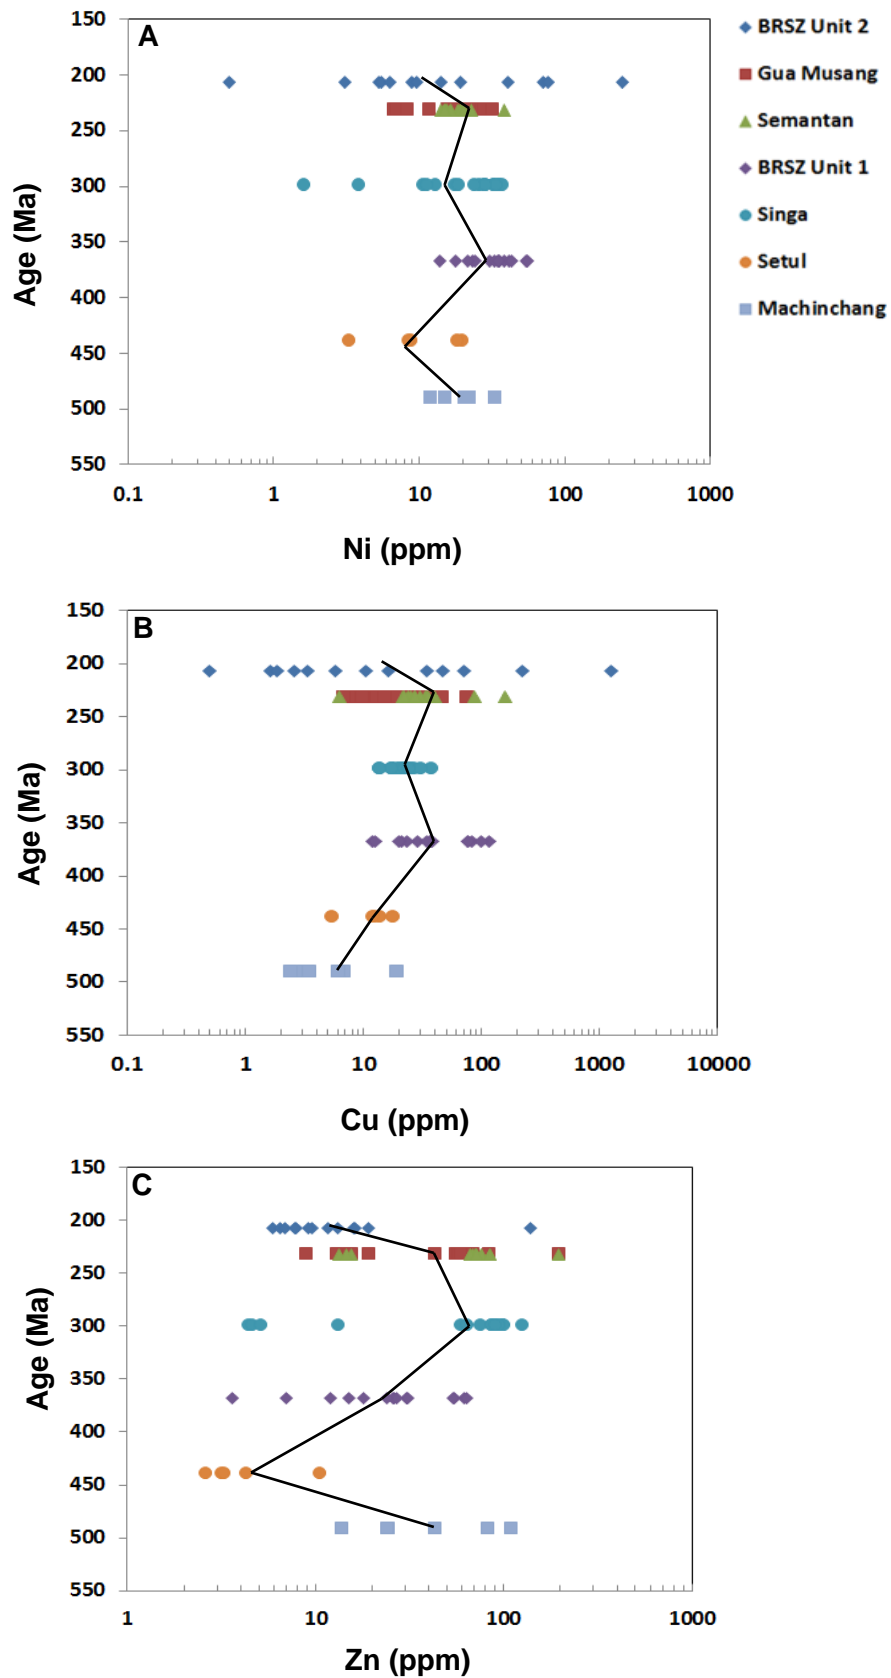 A
150
200
250
300
350
400
450
500
550
Age (Ma)
0.1 1 10 100 1000
Ni (ppm)
BRSZ Unit 2
Gua Musang
Semantan
BRSZ Unit 1
Singa
Setul
Machinchang
B
150
200
250
300
350
400
450
500
550
Age (Ma)
0.1 1 10 100 1000 10000
Cu (ppm)
C
150
200
250
300
350
400
450
500
550
Age (Ma)
1 10 100 1000
Zn (ppm)